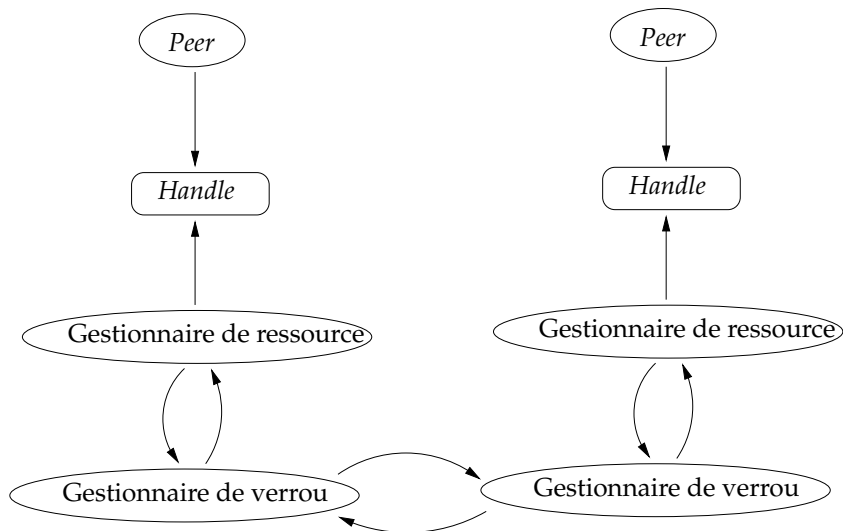 Peer
Peer
Handle
Handle
Gestionnaire de ressource
Gestionnaire de ressource
Gestionnaire de verrou
Gestionnaire de verrou